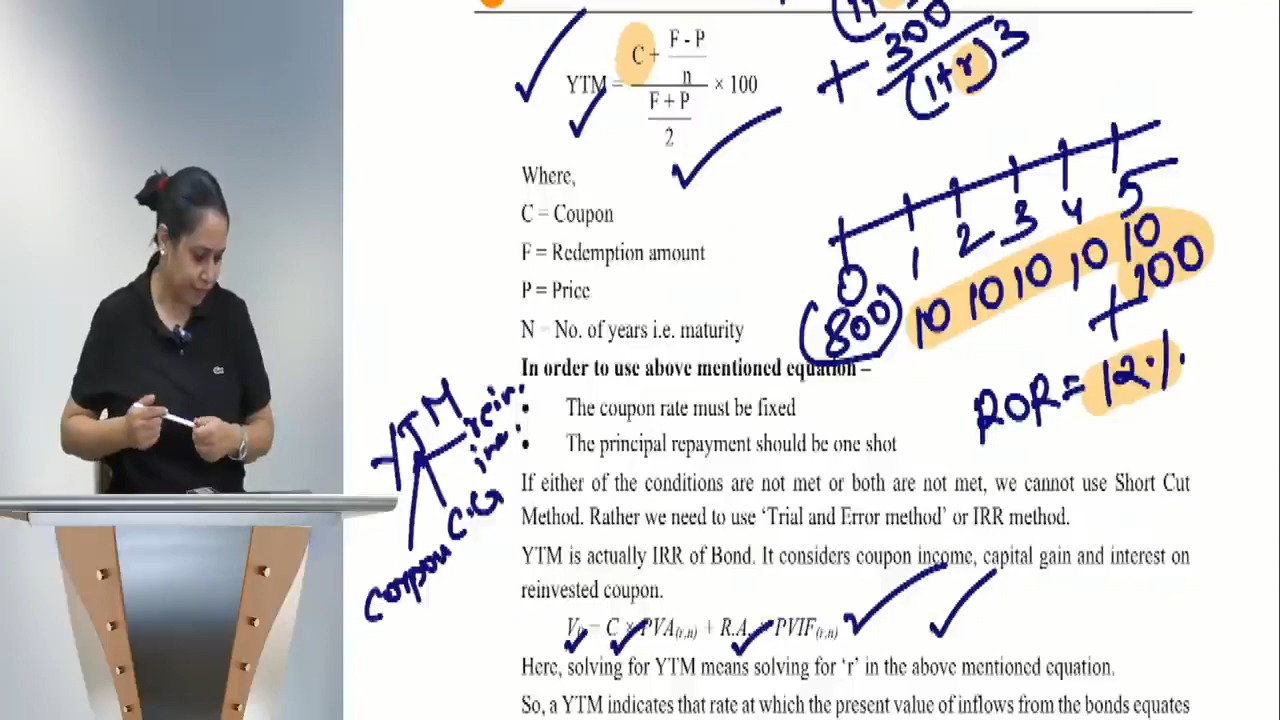 YTM = C + F - P / n
F + P / 2 × 100
+ 300 / (1+r)3
Where,
C = Coupon
F = Redemption amount
P = Price
N = No. of years i.e. maturity
0 1 2 3 4 5
(800) 10 10 10 10 10
+ 100
ROR = 12%
In order to use above mentioned equation –
• The coupon rate must be fixed
• The principal repayment should be one shot
YTM
rein.
C.G
coupon
If either of the conditions are not met or both are not met, we cannot use Short Cut
Method. Rather we need to use ‘Trial and Error method’ or IRR method.
YTM is actually IRR of Bond. It considers coupon income, capital gain and interest on
reinvested coupon.
V0 = C × PVA(r,n) + R.A. × PVIF(r,n)
Here, solving for YTM means solving for ‘r’ in the above mentioned equation.
So, a YTM indicates that rate at which the present value of inflows from the bonds equates